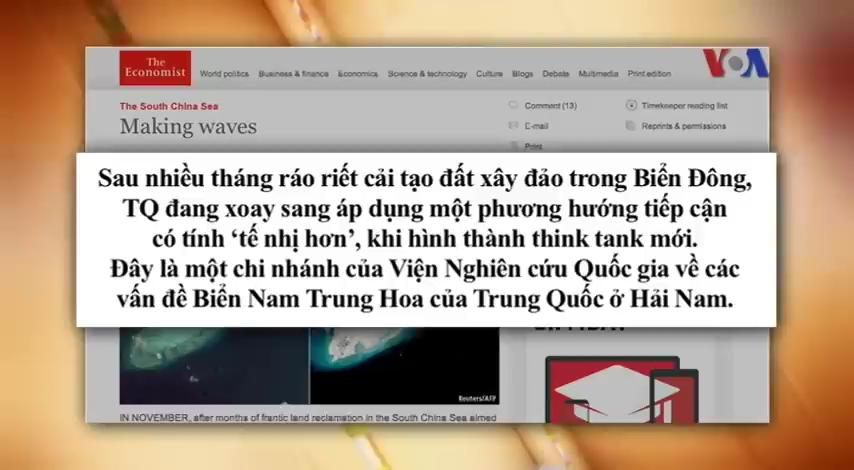 The
Economist
World politics Business & finance Economics Science & technology Culture Blogs Debate Multimedia Print edition
VOA
The South China Sea
Making waves
Comment (13)
Timekeeper reading list
E-mail
Reprints & permissions
Print
Sau nhiều tháng ráo riết cải tạo đất xây đảo trong Biển Đông,
TQ đang xoay sang áp dụng một phương hướng tiếp cận
có tính ‘tế nhị hơn’, khi hình thành think tank mới.
Đây là một chi nhánh của Viện Nghiên cứu Quốc gia về các
vấn đề Biển Nam Trung Hoa của Trung Quốc ở Hải Nam.
Reuters/AFP
IN NOVEMBER, after months of frantic land reclamation in the South China Sea aimed